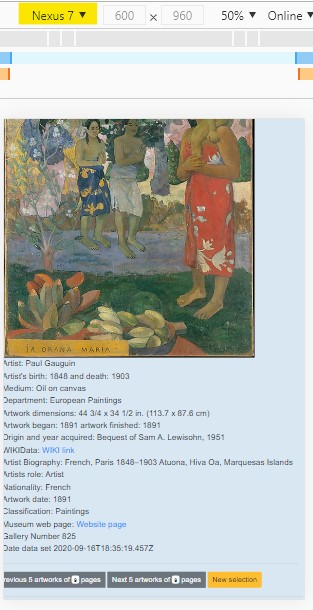 Nexus 7 ▼ 600 × 960 50% ▼ Online ▼
IA ORANA MARIA
Artist: Paul Gauguin
Artist's birth: 1848 and death: 1903
Medium: Oil on canvas
Department: European Paintings
Artwork dimensions: 44 3/4 x 34 1/2 in. (113.7 x 87.6 cm)
Artwork began: 1891 artwork finished: 1891
Origin and year acquired: Bequest of Sam A. Lewisohn, 1951
WIKIData: WIKI link
Artist Biography: French, Paris 1848–1903 Atuona, Hiva Oa, Marquesas Islands
Artists role: Artist
Nationality: French
Artwork date: 1891
Classification: Paintings
Museum web page: Website page
Gallery Number 825
Date data set 2020-09-16T18:35:19.457Z
revious 5 artworks of pages Next 5 artworks of pages New selection